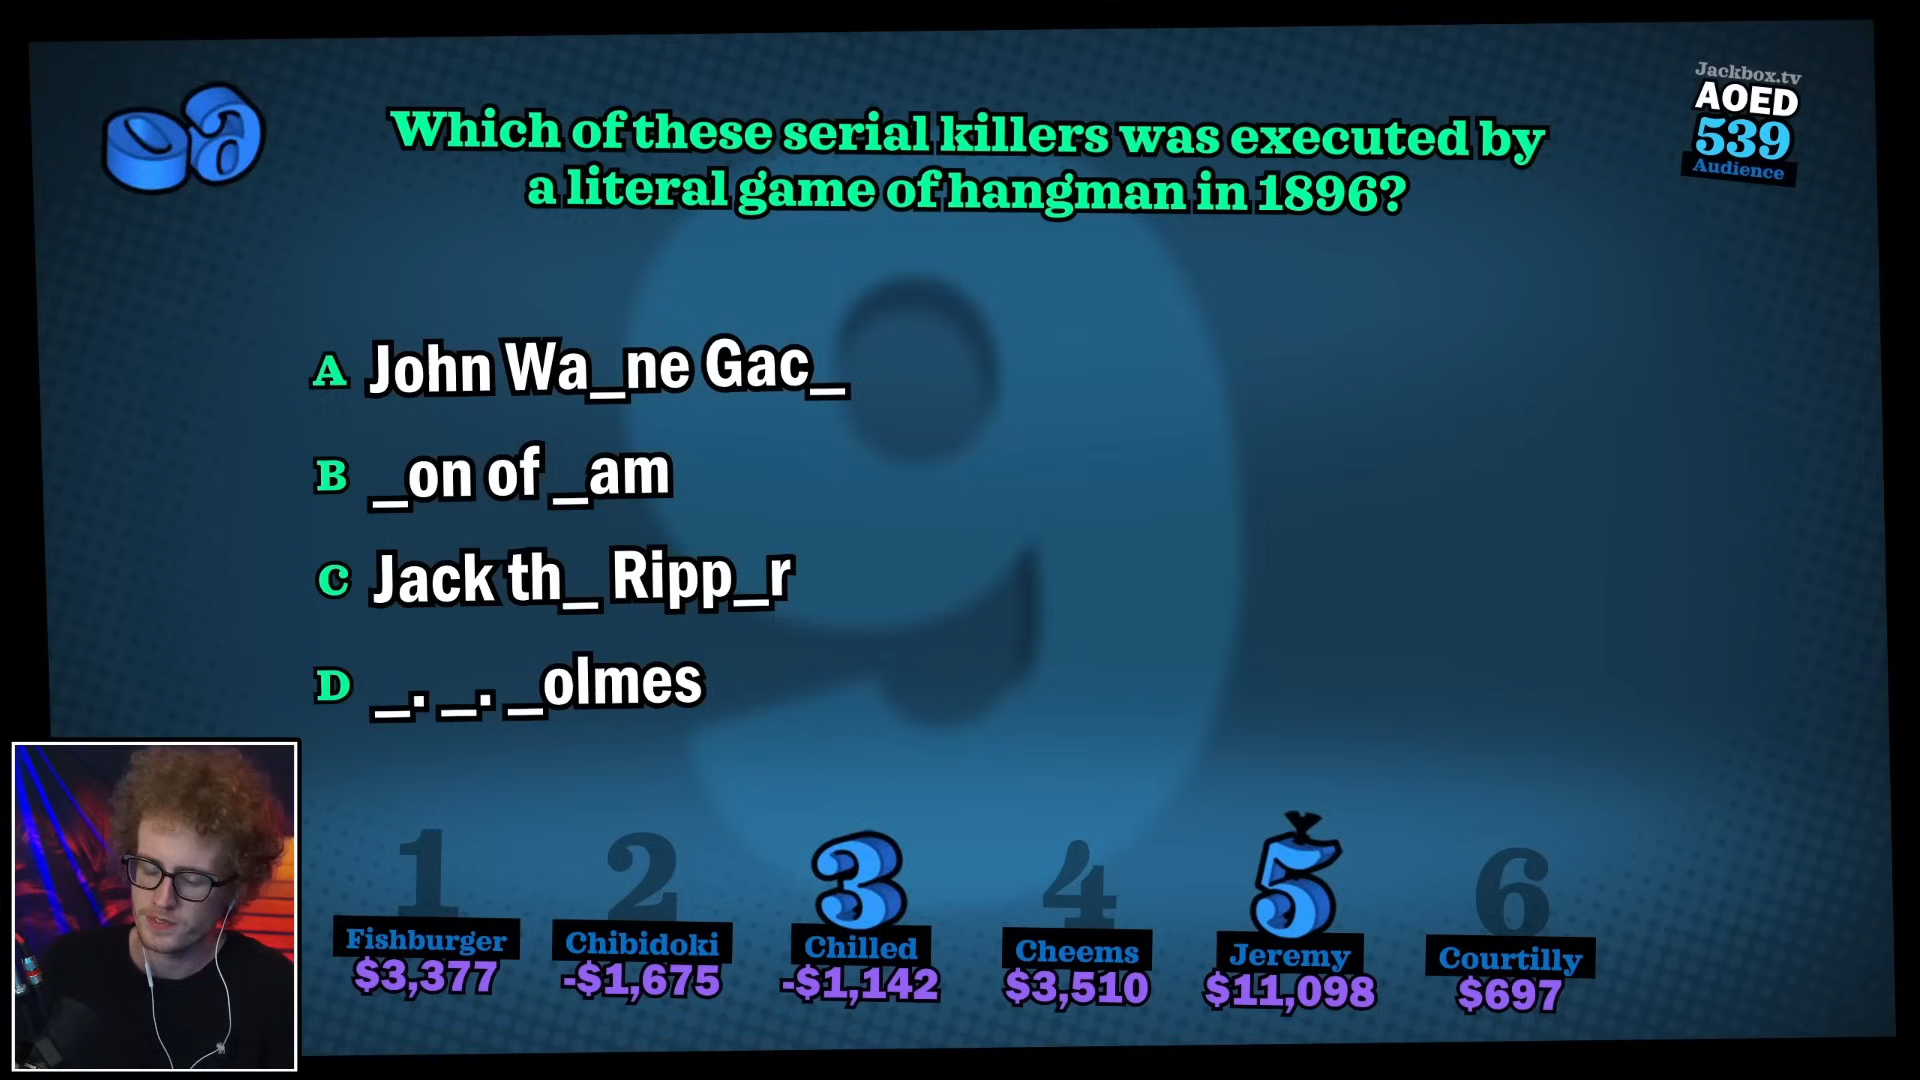 09
Jackbox.tv
AOED
539
Audience
Which of these serial killers was executed by
a literal game of hangman in 1896?
A John Wa_ne Gac_
B _on of _am
C Jack th_ Ripp_r
D _. _. _olmes
9
1 2 3 4 5 6
Fishburger Chibidoki Chilled Cheems Jeremy Courtilly
$3,377 -$1,675 -$1,142 $3,510 $11,098 $697